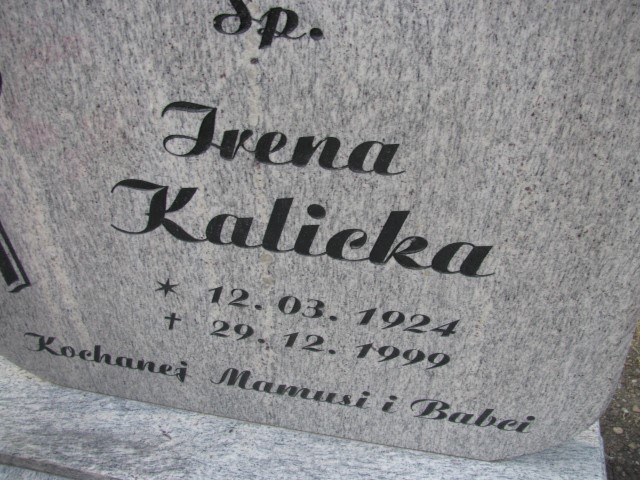 Śp.
Irena
Kalicka
* 12. 03. 1924
† 29. 12. 1999
Kochanej Mamusi i Babci